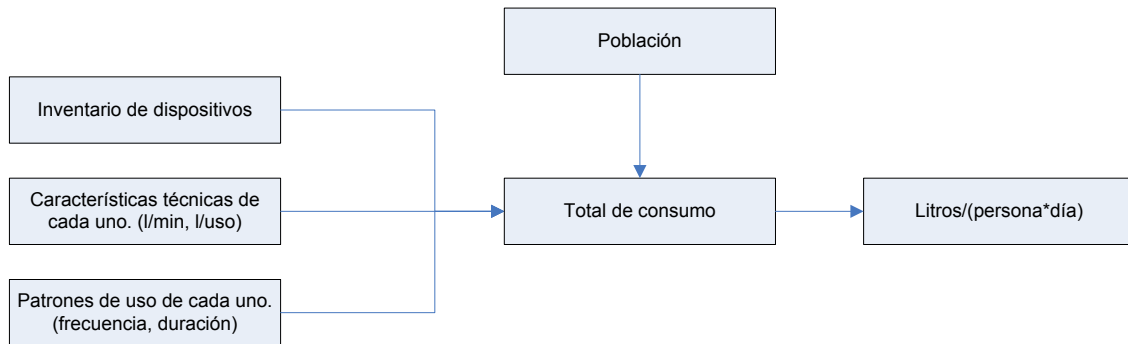 Población
Inventario de dispositivos
Características técnicas de
cada uno. (l/min, l/uso)
Total de consumo
Litros/(persona*día)
Patrones de uso de cada uno.
(frecuencia, duración)